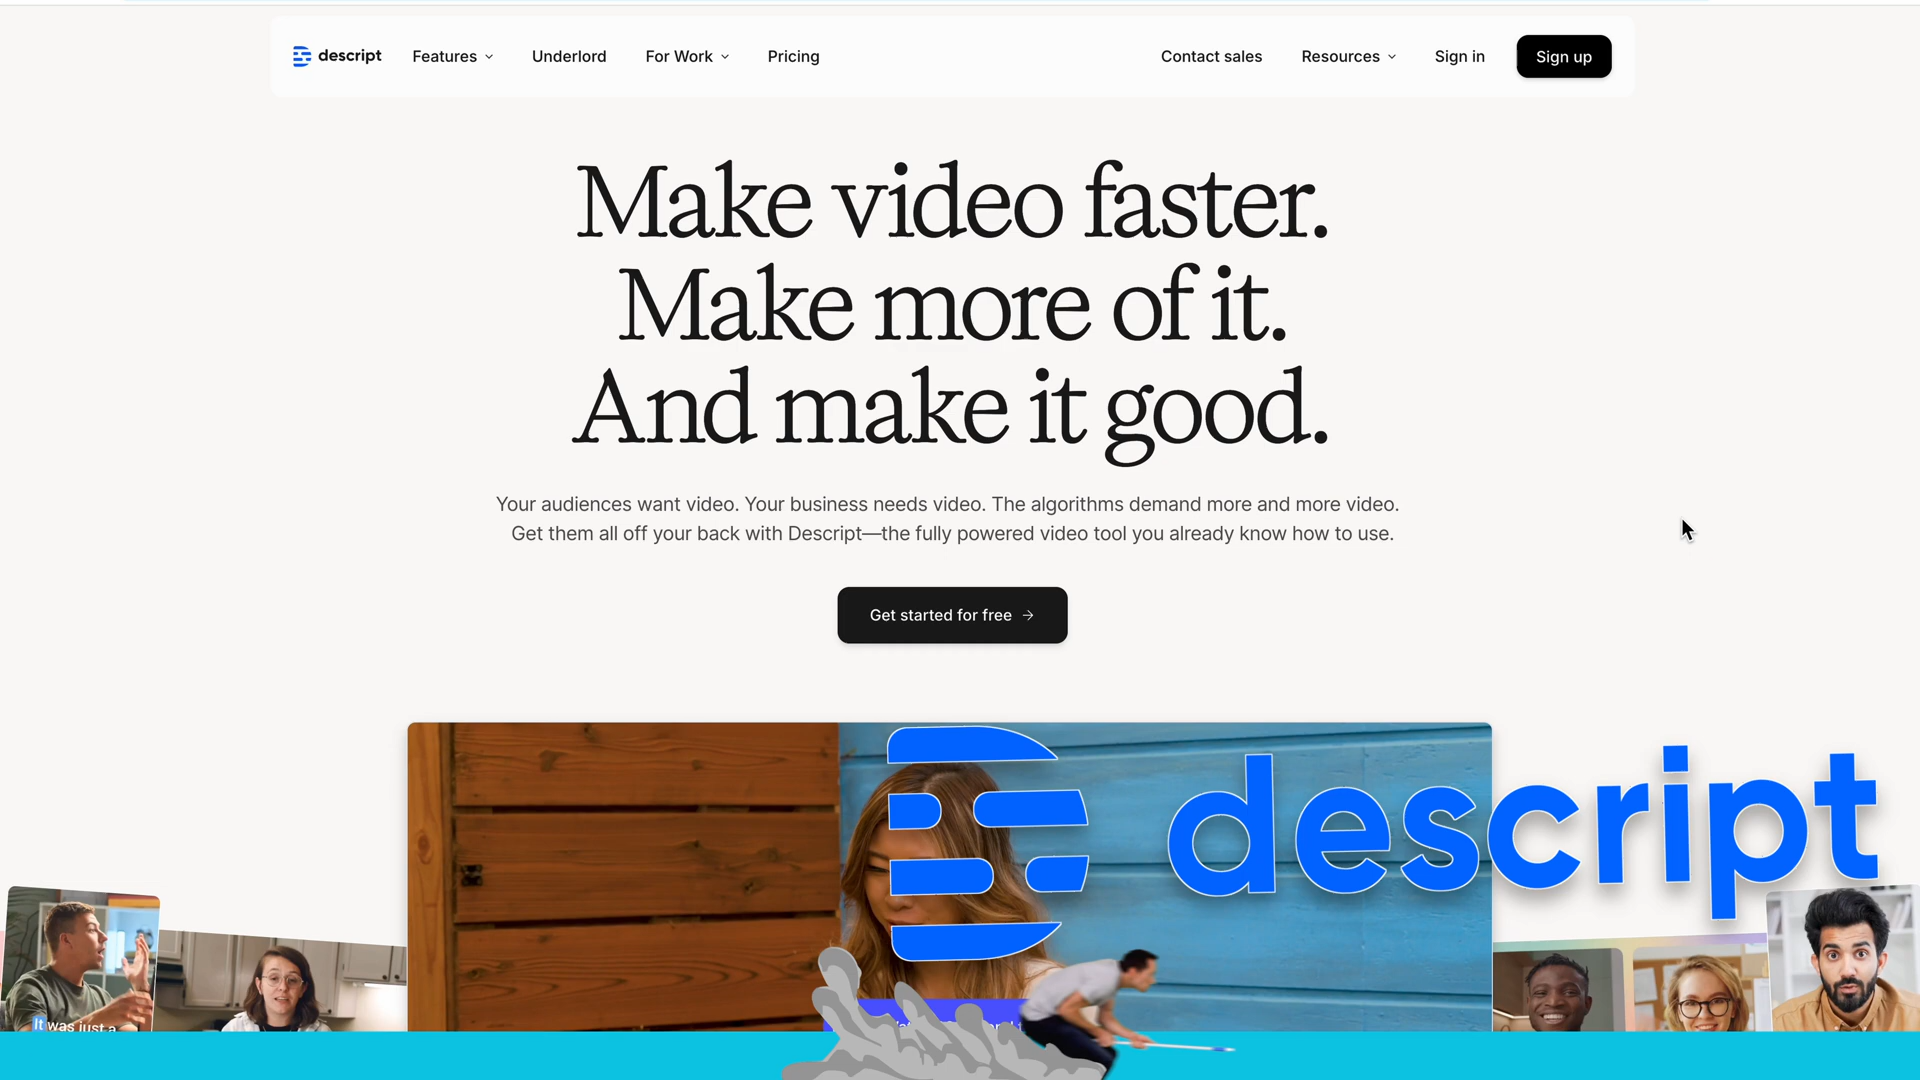 descript Features Underlord For Work Pricing Contact sales Resources Sign in Sign up
Make video faster.
Make more of it.
And make it good.
Your audiences want video. Your business needs video. The algorithms demand more and more video.
Get them all off your back with Descript—the fully powered video tool you already know how to use.
Get started for free →
descript
It was just a